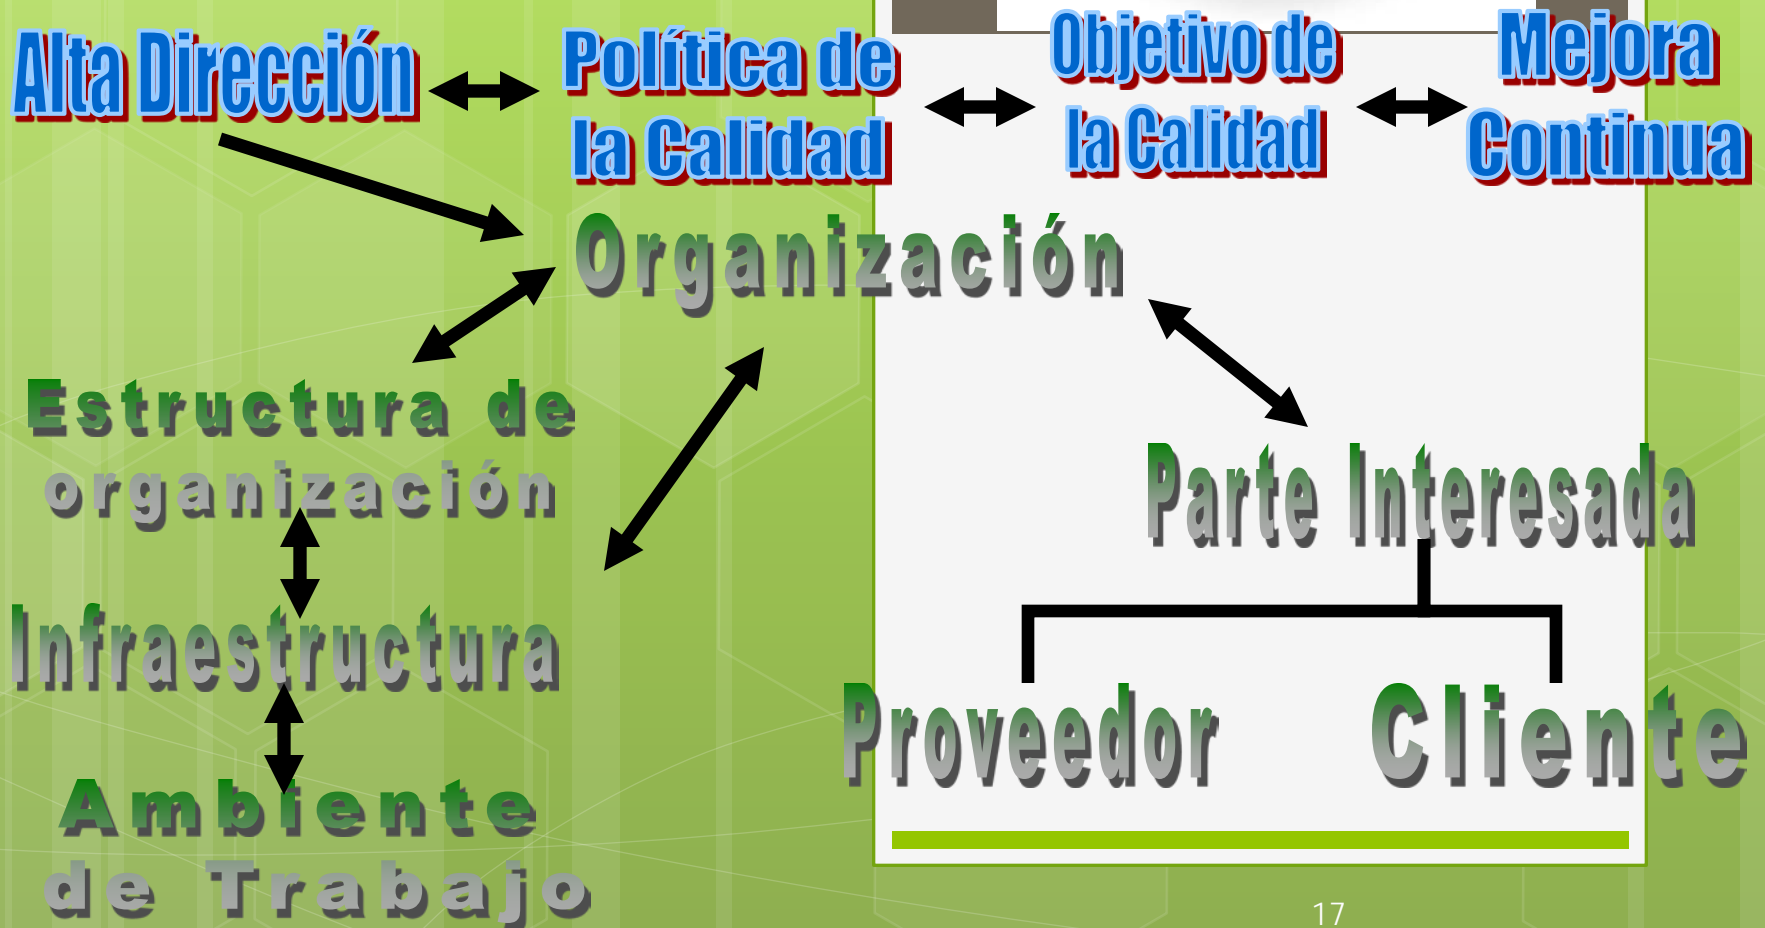 Alta Dirección
Política de
la Calidad
Objetivo de
la Calidad
Mejora
Continua
Organización
Estructura de
organización
Parte Interesada
Infraestructura
Proveedor
Cliente
Ambiente
de Trabajo
17